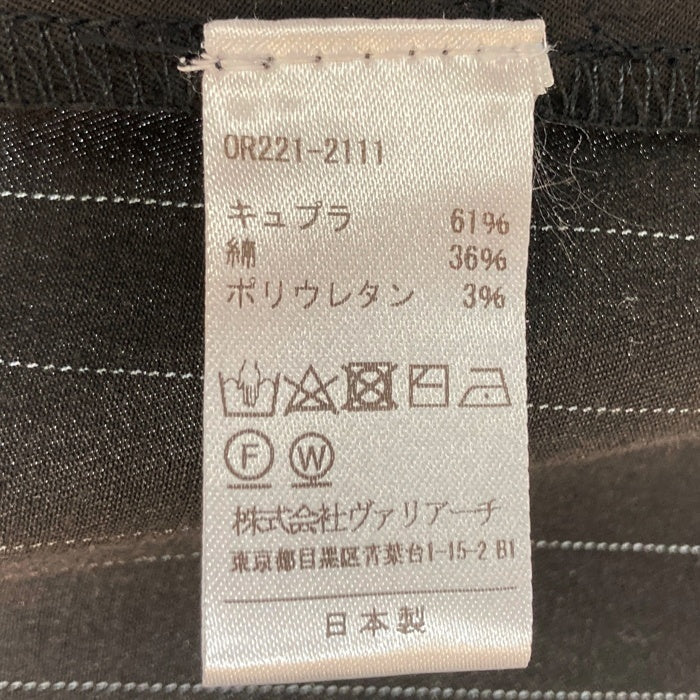 OR221-2111
キュプラ 61%
綿 36%
ポリウレタン 3%
F W
株式会社ヴァリアーチ
東京都目黒区青葉台1-15-2 B1
日本製